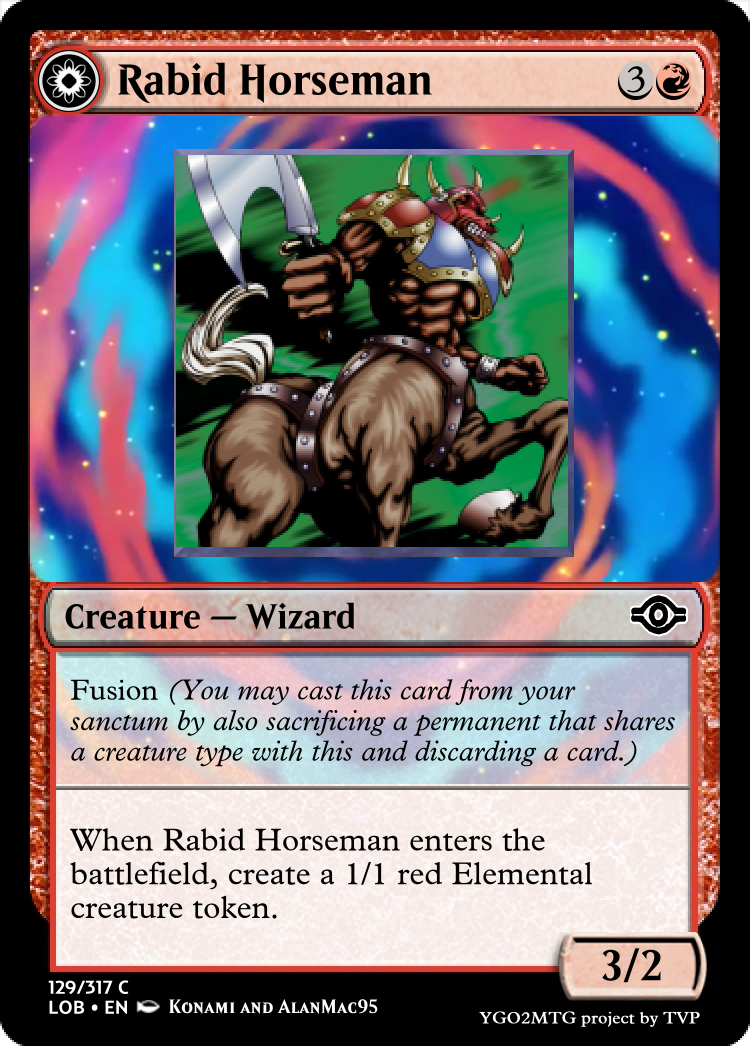 Rabid Horseman
3
Creature — Wizard
Fusion (You may cast this card from your
sanctum by also sacrificing a permanent that shares
a creature type with this and discarding a card.)
When Rabid Horseman enters the
battlefield, create a 1/1 red Elemental
creature token.
3/2
129/317 C
LOB • EN Konami and AlanMac95
YGO2MTG project by TVP